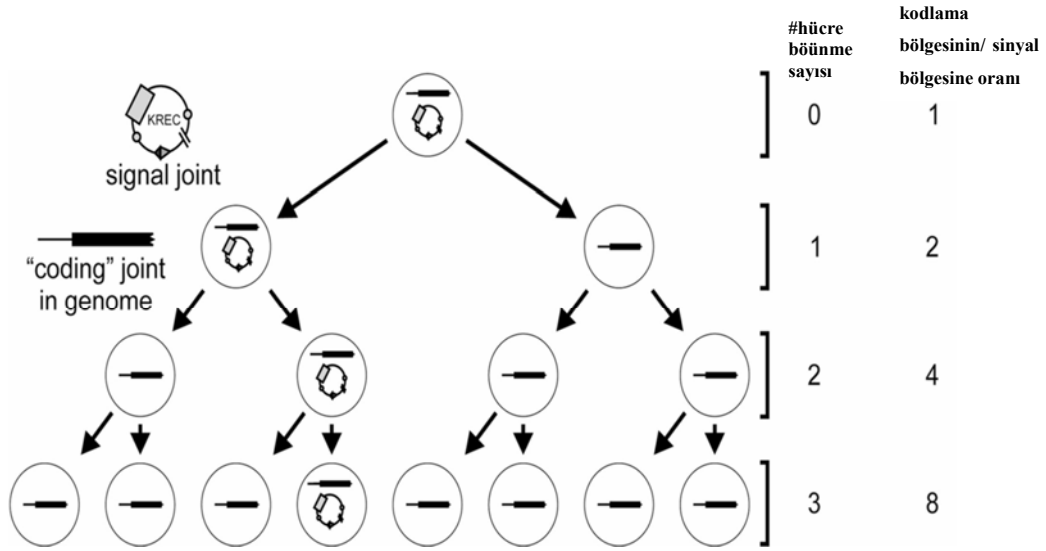 #hücre
böünme
sayısı
kodlama
bölgesinin/ sinyal
bölgesine oranı
KREC
signal joint
0 1
"coding" joint
in genome
1 2
2 4
3 8